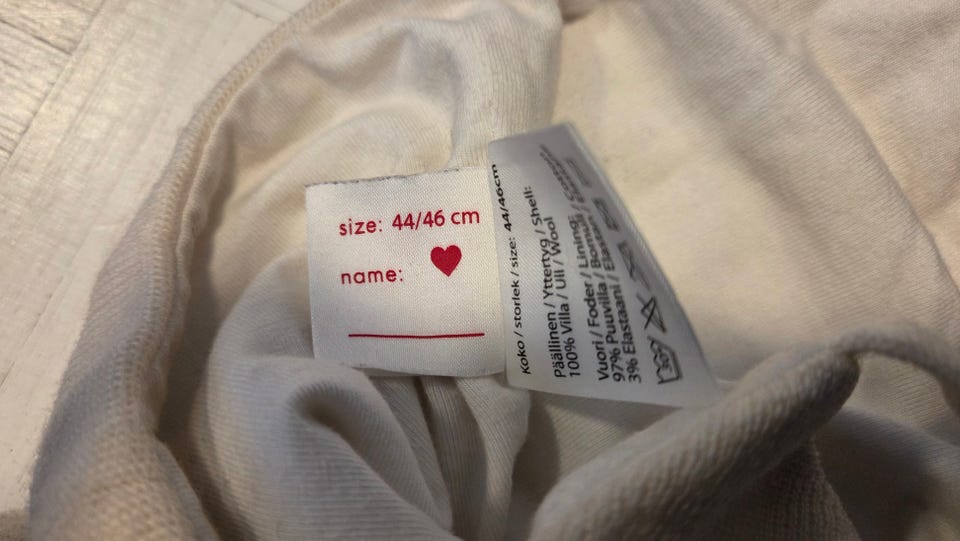 size: 44/46 cm
name:
Koko / storlek / size: 44/46cm
Päällinen / Yttertyg / Shell:
100% Villa / Ull / Wool
Vuori / Foder / Lining:
97% Puuvilla / Bomull /
3% Elastaani / Elastan /
30°